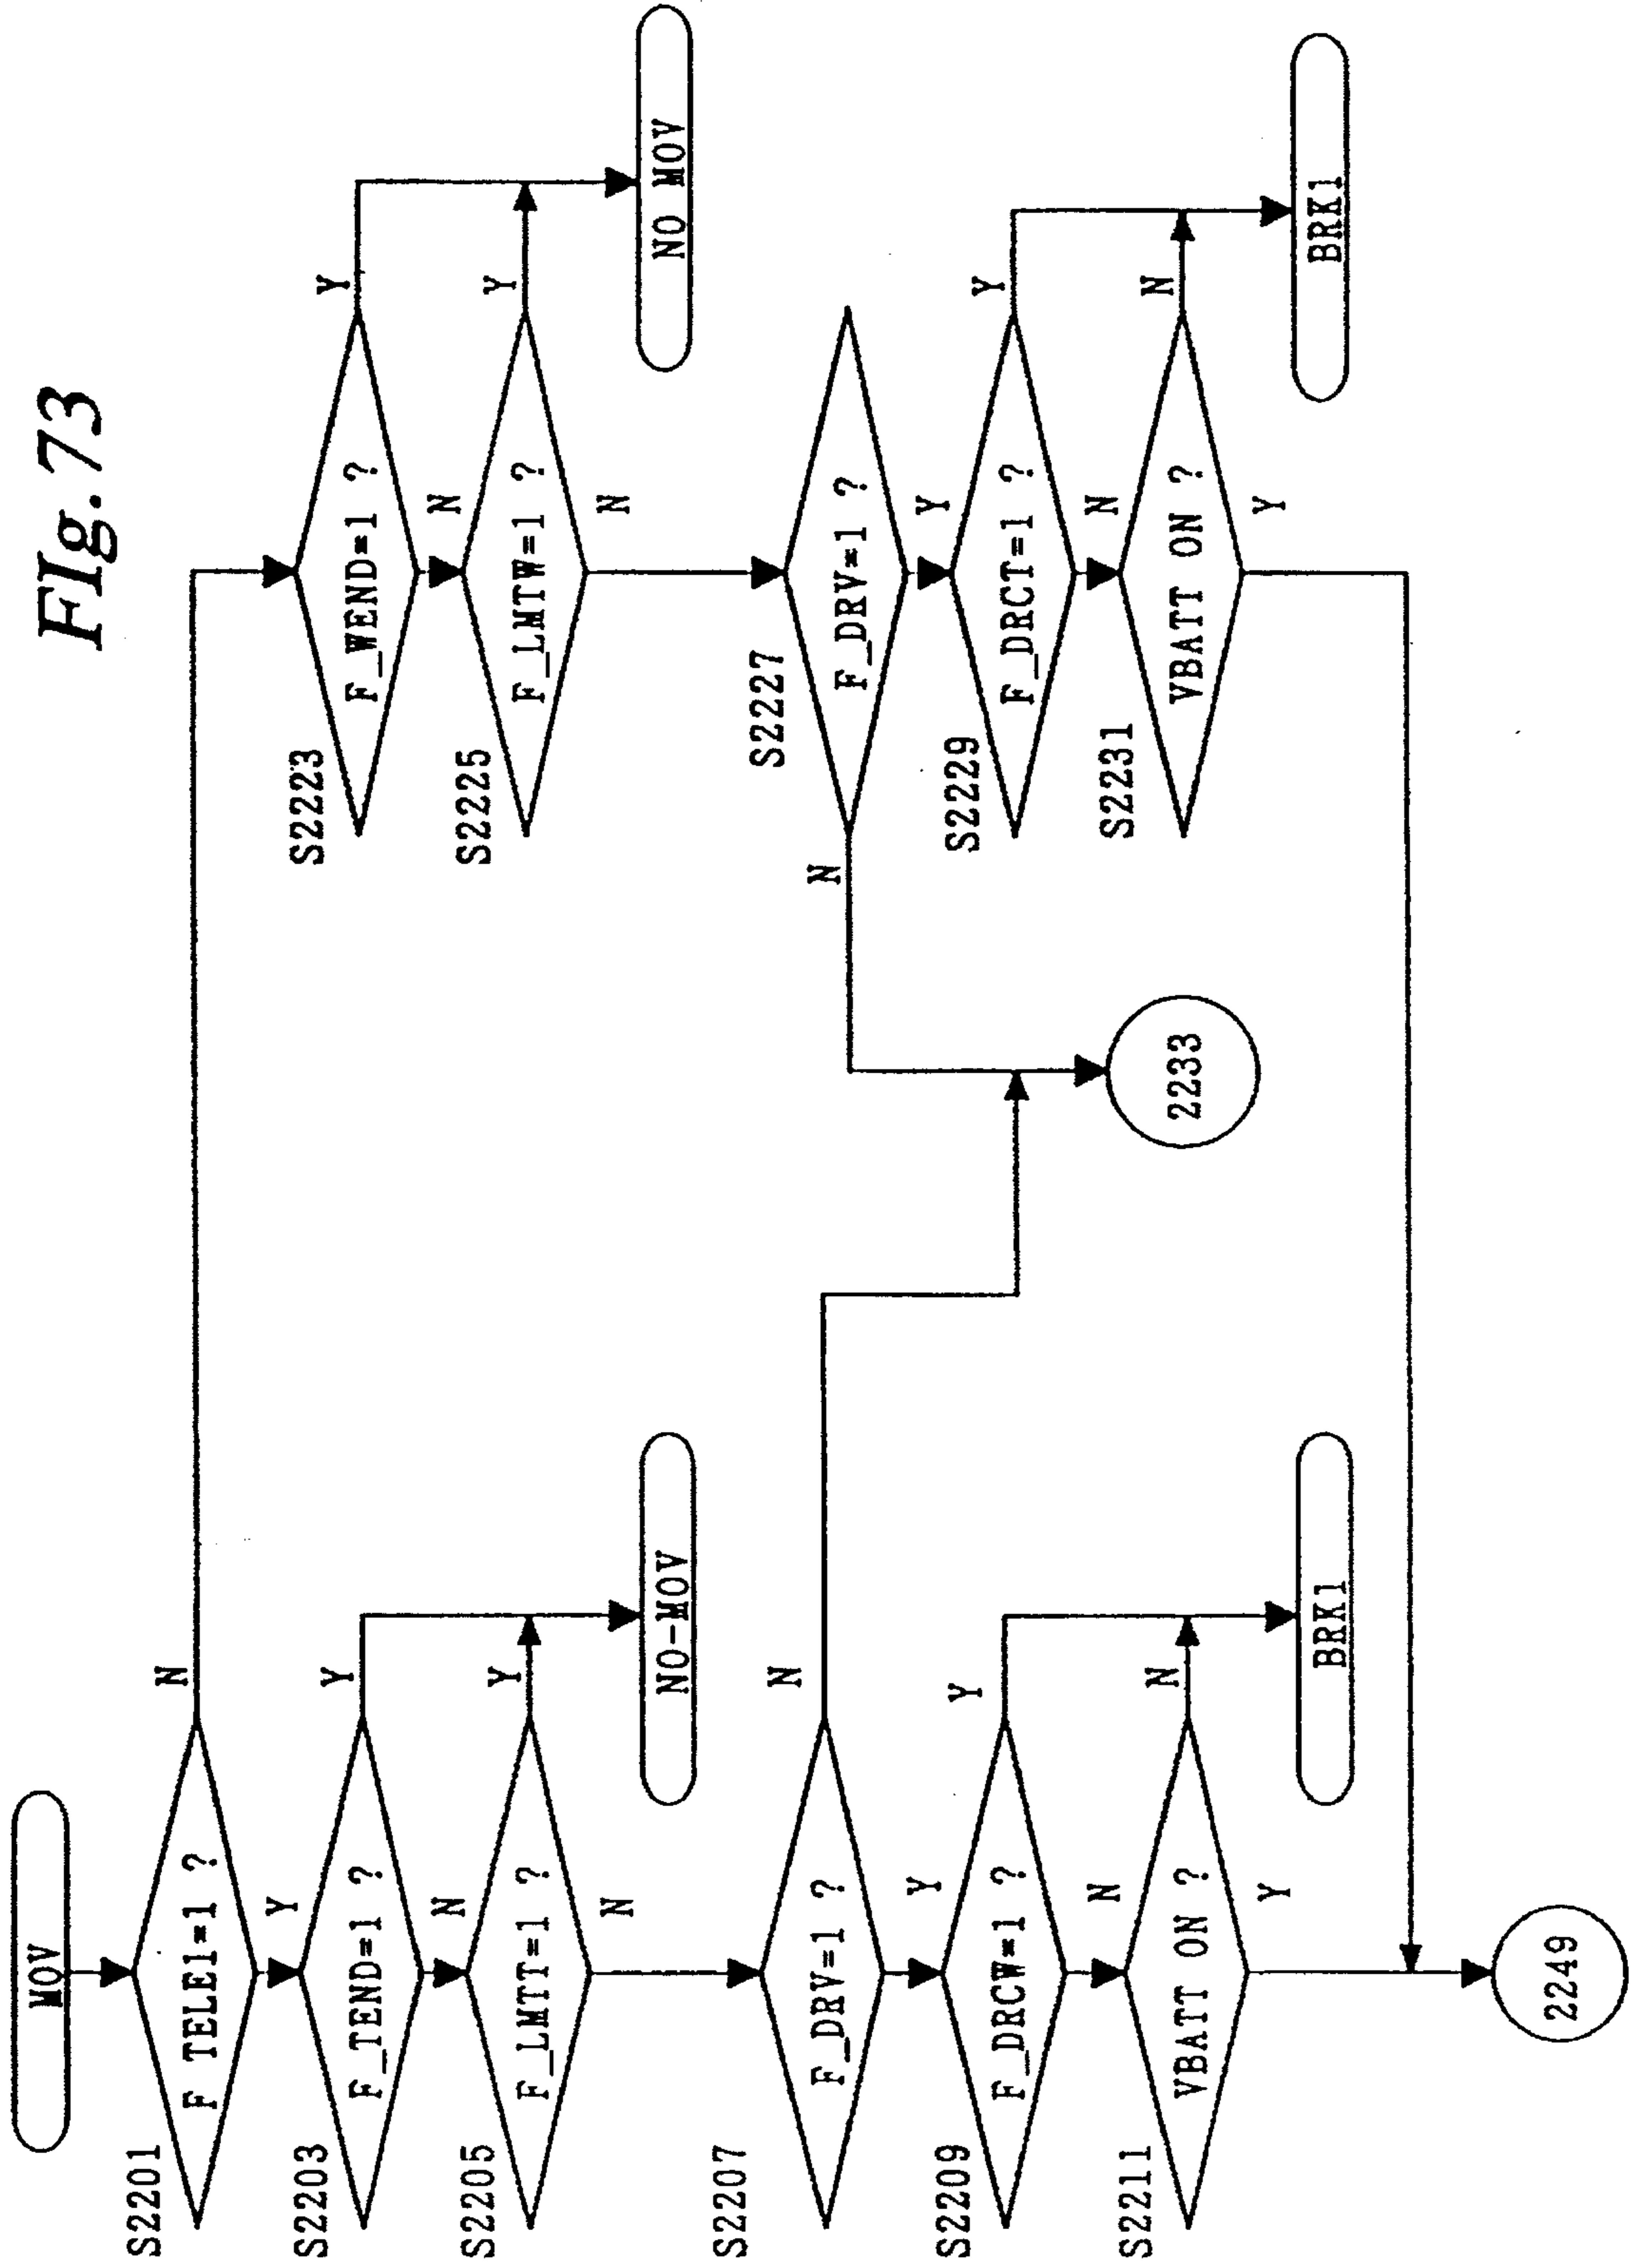 FIg. 73
MOV
S2201
F TELE1=1 ?
N
Y
S2203
F_TEND=1 ?
Y
N
S2205
F_LMTT=1 ?
Y
N
NO-MOV
S2207
F_DRV=1 ?
N
Y
S2209
F_DRCW=1 ?
Y
N
S2211
VBATT ON ?
N
Y
BRK1
2249
2233
S2223
F_WEND=1 ?
Y
N
S2225
F_LMTW=1 ?
Y
N
NO MOV
S2227
F_DRV=1 ?
N
Y
S2229
F_DRCT=1 ?
Y
N
S2231
VBATT ON ?
N
Y
BRK1